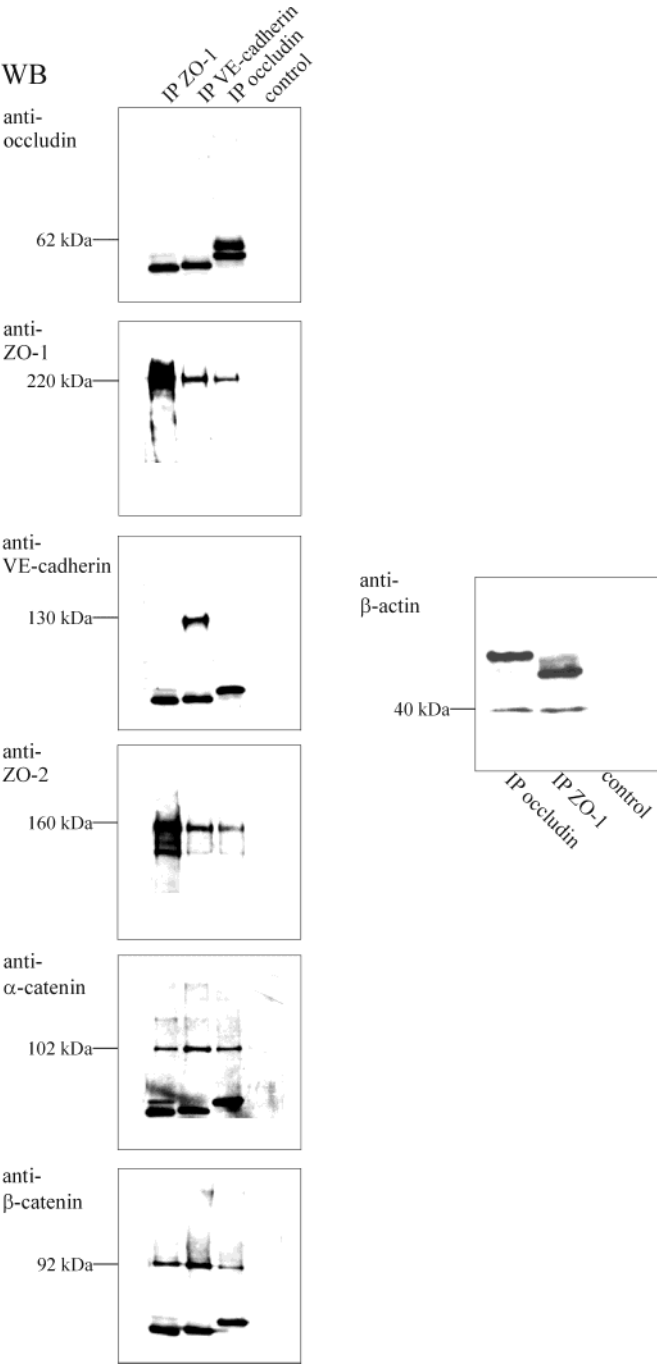 WB
IP ZO-1
IP VE-cadherin
IP occludin
control
anti-
occludin
62 kDa
anti-
ZO-1
220 kDa
anti-
VE-cadherin
130 kDa
anti-
ZO-2
160 kDa
anti-
α-catenin
102 kDa
anti-
β-catenin
92 kDa
anti-
β-actin
40 kDa
IP occludin
IP ZO-1
control